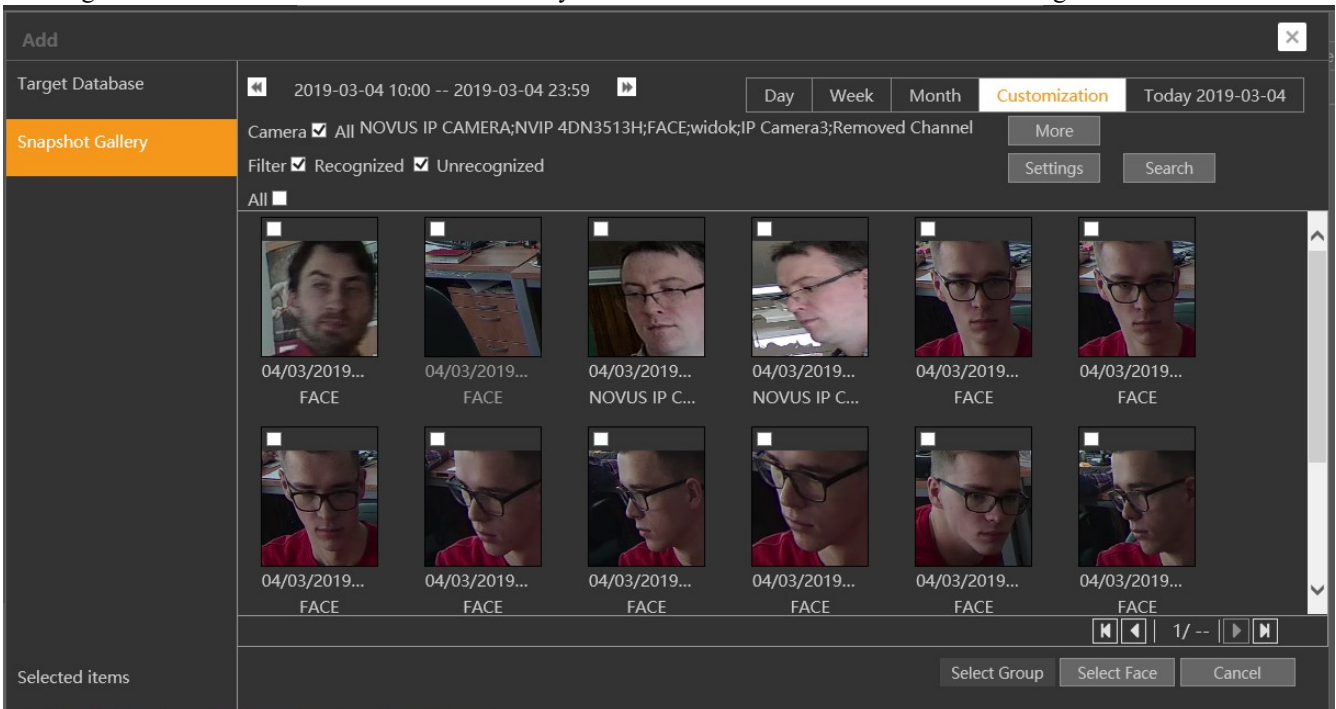 Add
Target Database
Snapshot Gallery
2019-03-04 10:00 -- 2019-03-04 23:59
Day Week Month Customization Today 2019-03-04
Camera All NOVUS IP CAMERA;NVIP 4DN3513H;FACE;widok;IP Camera3;Removed Channel More
Filter Recognized Unrecognized Settings Search
All
04/03/2019... 04/03/2019... 04/03/2019... 04/03/2019... 04/03/2019... 04/03/2019...
FACE FACE NOVUS IP C... NOVUS IP C... FACE FACE
04/03/2019... 04/03/2019... 04/03/2019... 04/03/2019... 04/03/2019... 04/03/2019...
FACE FACE FACE FACE FACE FACE
1/ --
Selected items
Select Group Select Face Cancel